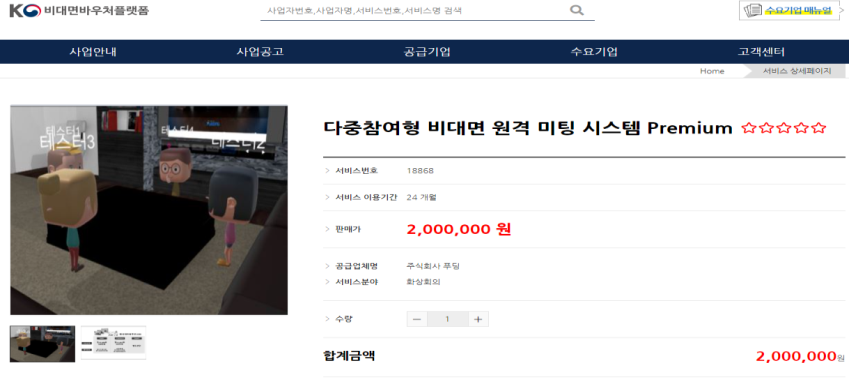 K 비대면바우처플랫폼
사업자번호,사업자명,서비스번호,서비스명 검색
수요기업 매뉴얼
사업안내 사업공고 공급기업 수요기업 고객센터
Home 서비스 상세페이지
테스터1
테스터3
테스터4
테스터2
다중참여형 비대면 원격 미팅 시스템 Premium ☆☆☆☆☆
> 서비스번호 18868
> 서비스 이용기간 24 개월
> 판매가 2,000,000 원
> 공급업체명 주식회사 푸딩
> 서비스분야 화상회의
> 수량 − 1 +
합계금액 2,000,000원